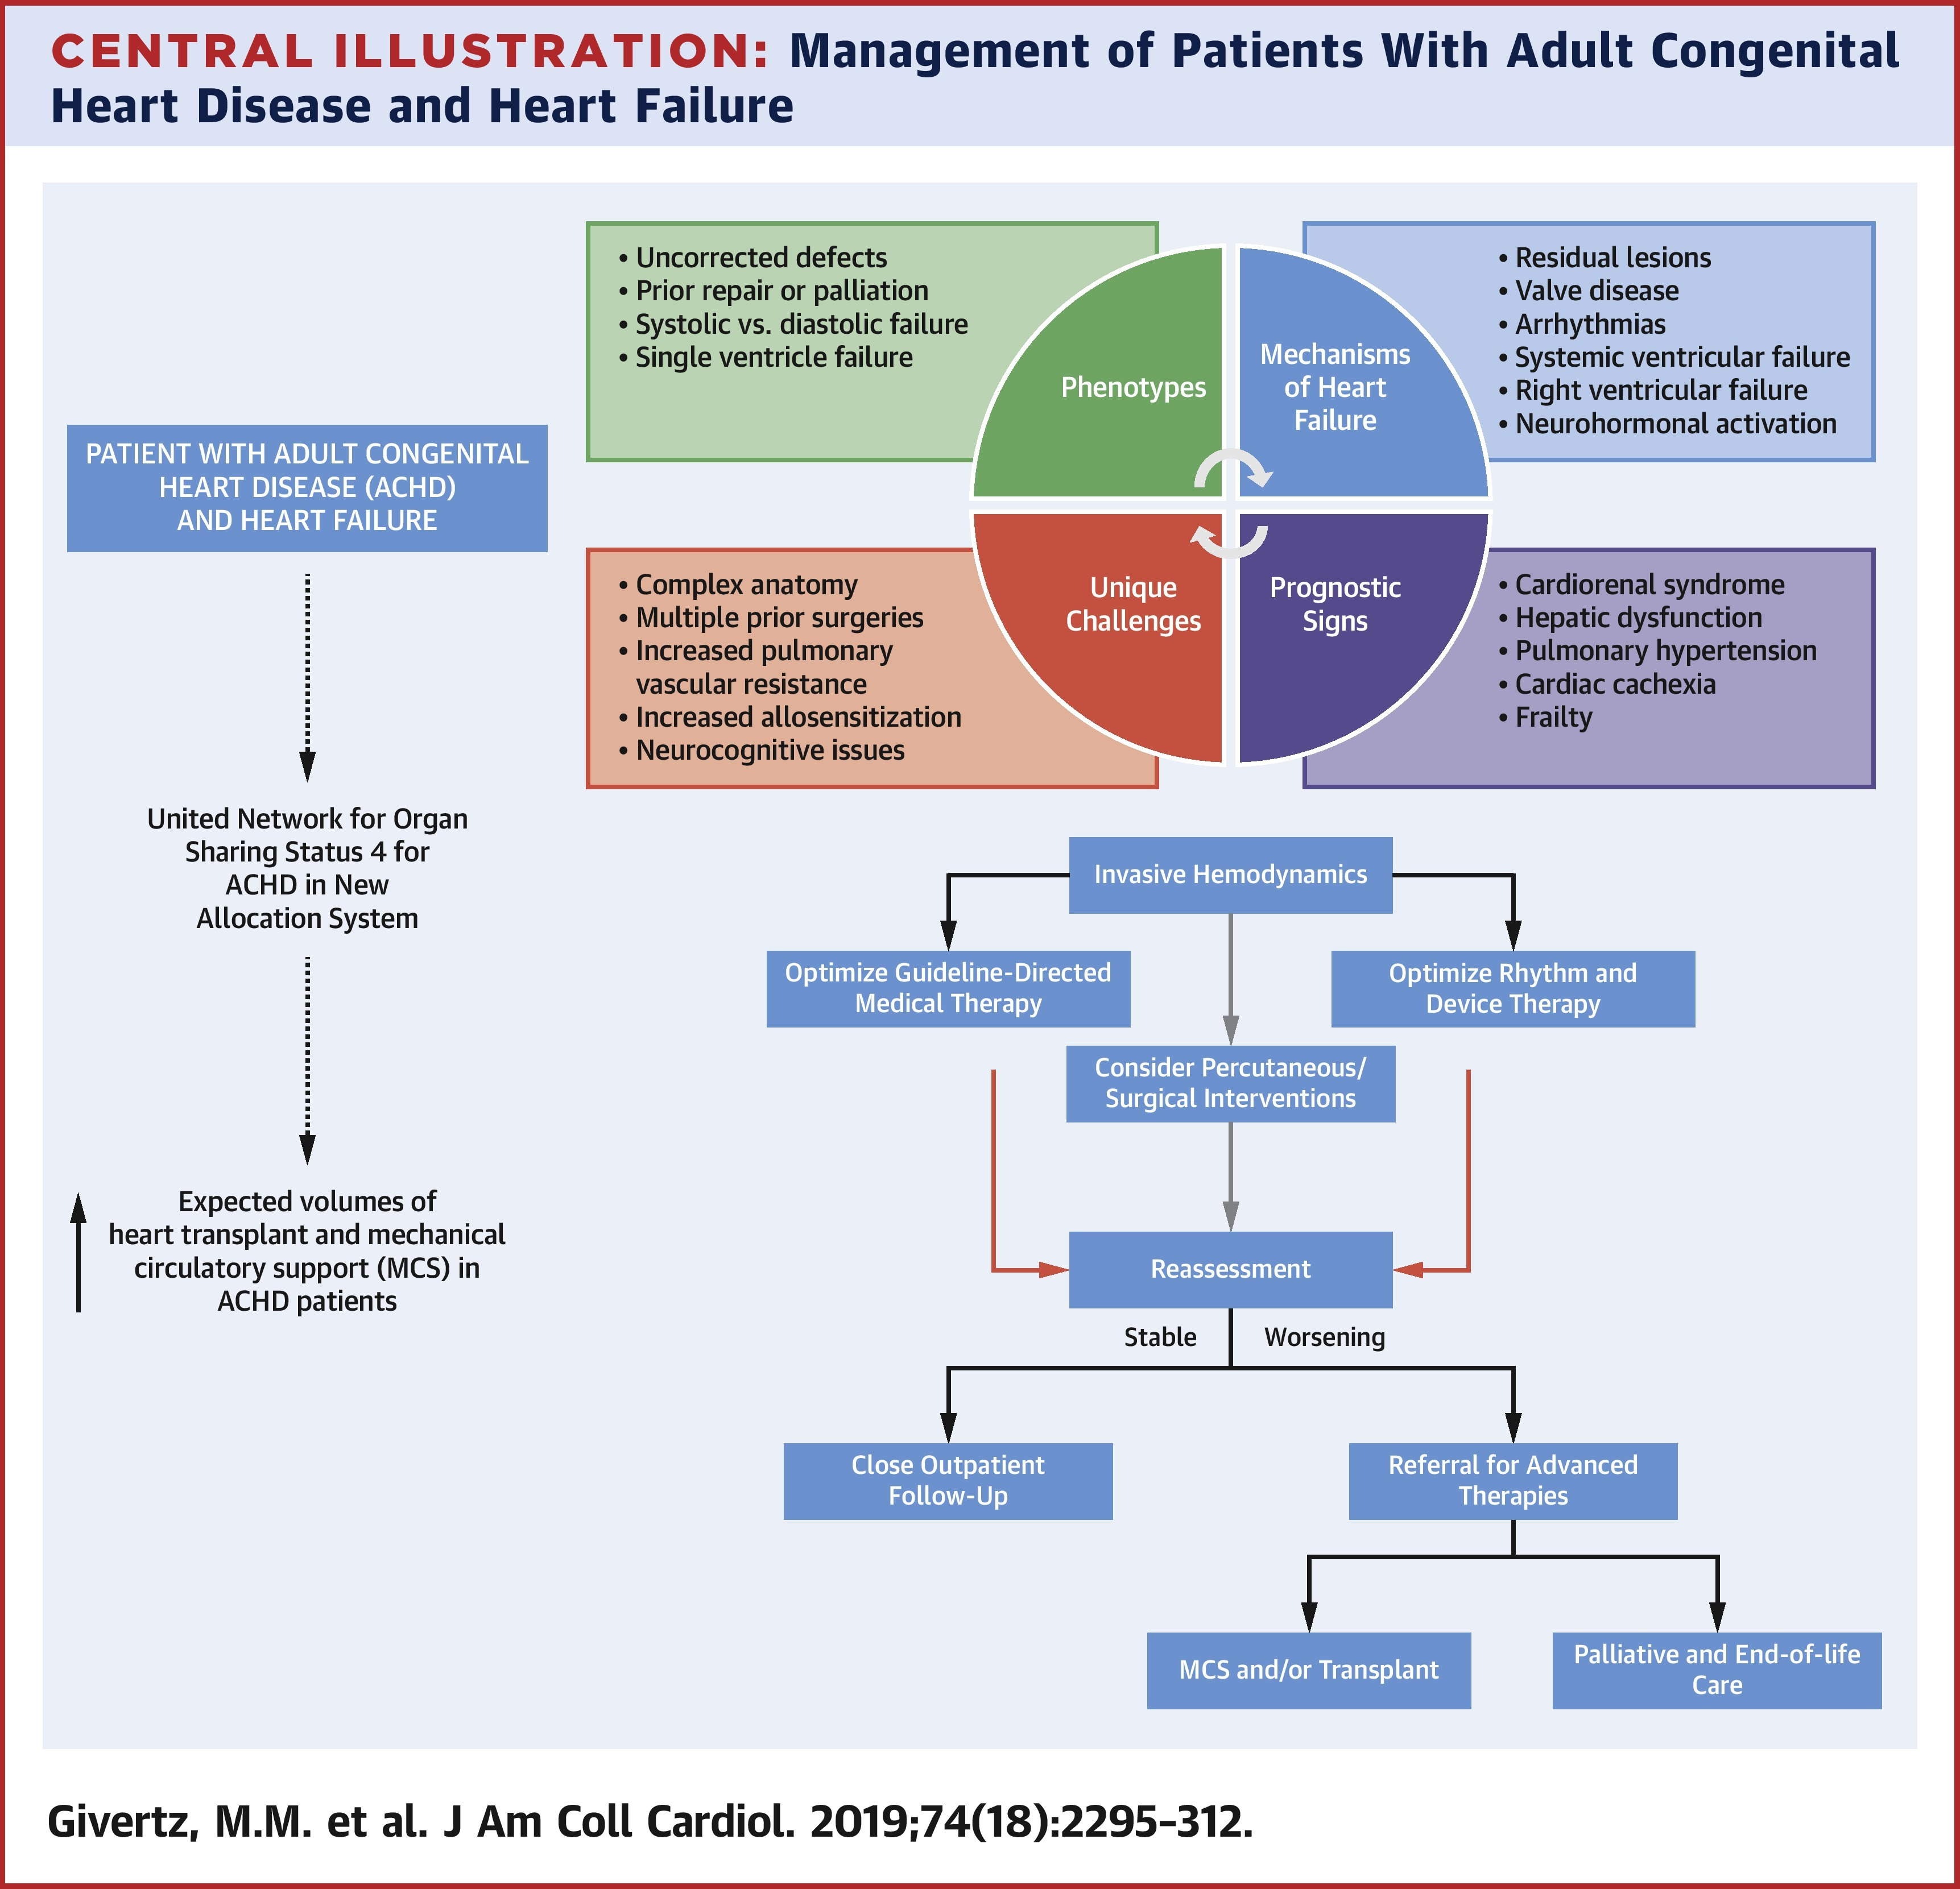 CENTRAL ILLUSTRATION: Management of Patients With Adult Congenital
Heart Disease and Heart Failure
• Uncorrected defects
• Prior repair or palliation
• Systolic vs. diastolic failure
• Single ventricle failure
Phenotypes
Mechanisms
of Heart
Failure
• Residual lesions
• Valve disease
• Arrhythmias
• Systemic ventricular failure
• Right ventricular failure
• Neurohormonal activation
PATIENT WITH ADULT CONGENITAL
HEART DISEASE (ACHD)
AND HEART FAILURE
• Complex anatomy
• Multiple prior surgeries
• Increased pulmonary
vascular resistance
• Increased allosensitization
• Neurocognitive issues
Unique
Challenges
Prognostic
Signs
• Cardiorenal syndrome
• Hepatic dysfunction
• Pulmonary hypertension
• Cardiac cachexia
• Frailty
United Network for Organ
Sharing Status 4 for
ACHD in New
Allocation System
Expected volumes of
heart transplant and mechanical
circulatory support (MCS) in
ACHD patients
Invasive Hemodynamics
Optimize Guideline-Directed
Medical Therapy
Optimize Rhythm and
Device Therapy
Consider Percutaneous/
Surgical Interventions
Reassessment
Stable
Worsening
Close Outpatient
Follow-Up
Referral for Advanced
Therapies
MCS and/or Transplant
Palliative and End-of-life
Care
Givertz, M.M. et al. J Am Coll Cardiol. 2019;74(18):2295–312.